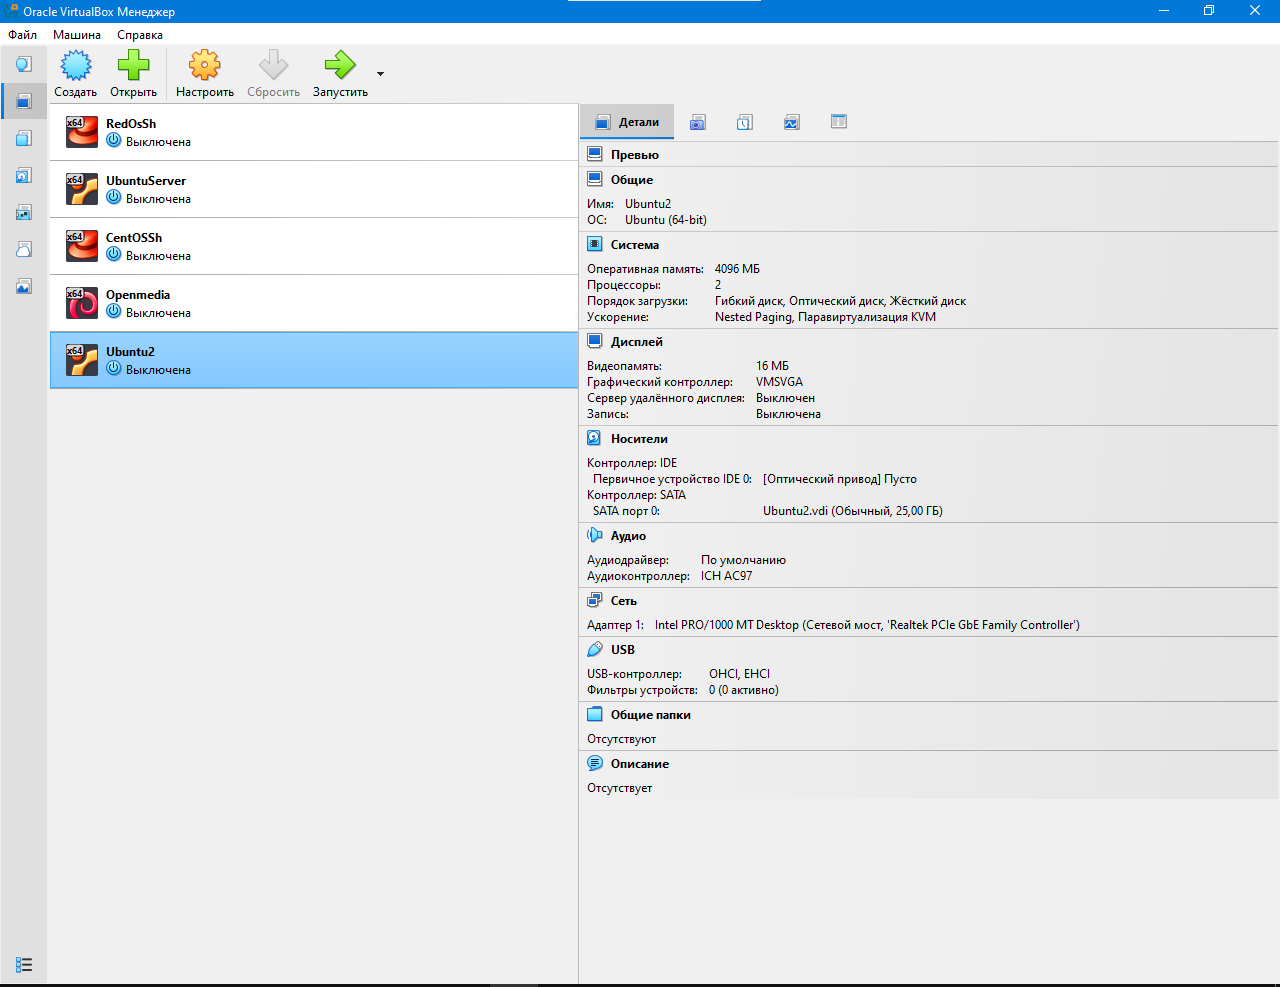 Oracle VirtualBox Менеджер
Файл Машина Справка
Создать Открыть Настроить Сбросить Запустить
x64 RedOsSh
Выключена
x64 UbuntuServer
Выключена
x64 CentOSSh
Выключена
x64 Openmedia
Выключена
x64 Ubuntu2
Выключена
Детали
Превью
Общие
Имя: Ubuntu2
ОС: Ubuntu (64-bit)
Система
Оперативная память: 4096 МБ
Процессоры: 2
Порядок загрузки: Гибкий диск, Оптический диск, Жёсткий диск
Ускорение: Nested Paging, Паравиртуализация KVM
Дисплей
Видеопамять: 16 МБ
Графический контроллер: VMSVGA
Сервер удалённого дисплея: Выключен
Запись: Выключена
Носители
Контроллер: IDE
Первичное устройство IDE 0: [Оптический привод] Пусто
Контроллер: SATA
SATA порт 0: Ubuntu2.vdi (Обычный, 25,00 ГБ)
Аудио
Аудиодрайвер: По умолчанию
Аудиоконтроллер: ICH AC97
Сеть
Адаптер 1: Intel PRO/1000 MT Desktop (Сетевой мост, 'Realtek PCIe GbE Family Controller')
USB
USB-контроллер: OHCI, EHCI
Фильтры устройств: 0 (0 активно)
Общие папки
Отсутствуют
Описание
Отсутствует